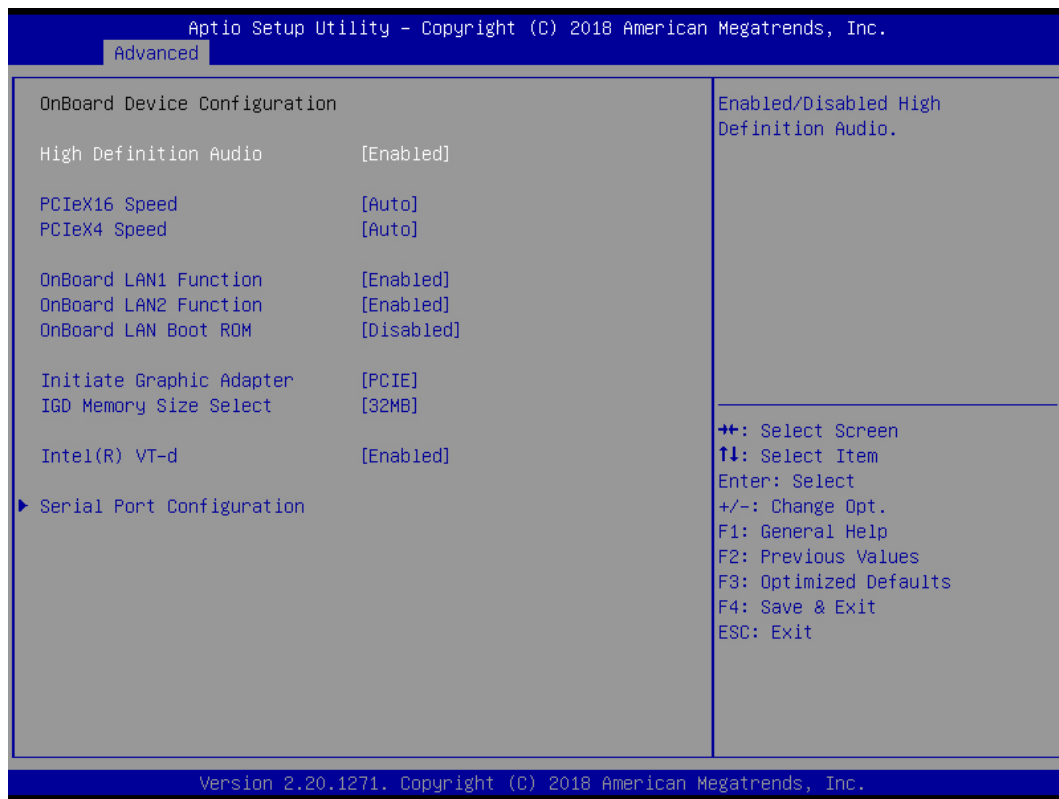 Aptio Setup Utility – Copyright (C) 2018 American Megatrends, Inc.
Advanced
OnBoard Device Configuration
High Definition Audio [Enabled]
PCIeX16 Speed [Auto]
PCIeX4 Speed [Auto]
OnBoard LAN1 Function [Enabled]
OnBoard LAN2 Function [Enabled]
OnBoard LAN Boot ROM [Disabled]
Initiate Graphic Adapter [PCIE]
IGD Memory Size Select [32MB]
Intel(R) VT-d [Enabled]
▶ Serial Port Configuration
Enabled/Disabled High
Definition Audio.
→←: Select Screen
↑↓: Select Item
Enter: Select
+/-: Change Opt.
F1: General Help
F2: Previous Values
F3: Optimized Defaults
F4: Save & Exit
ESC: Exit
Version 2.20.1271. Copyright (C) 2018 American Megatrends, Inc.